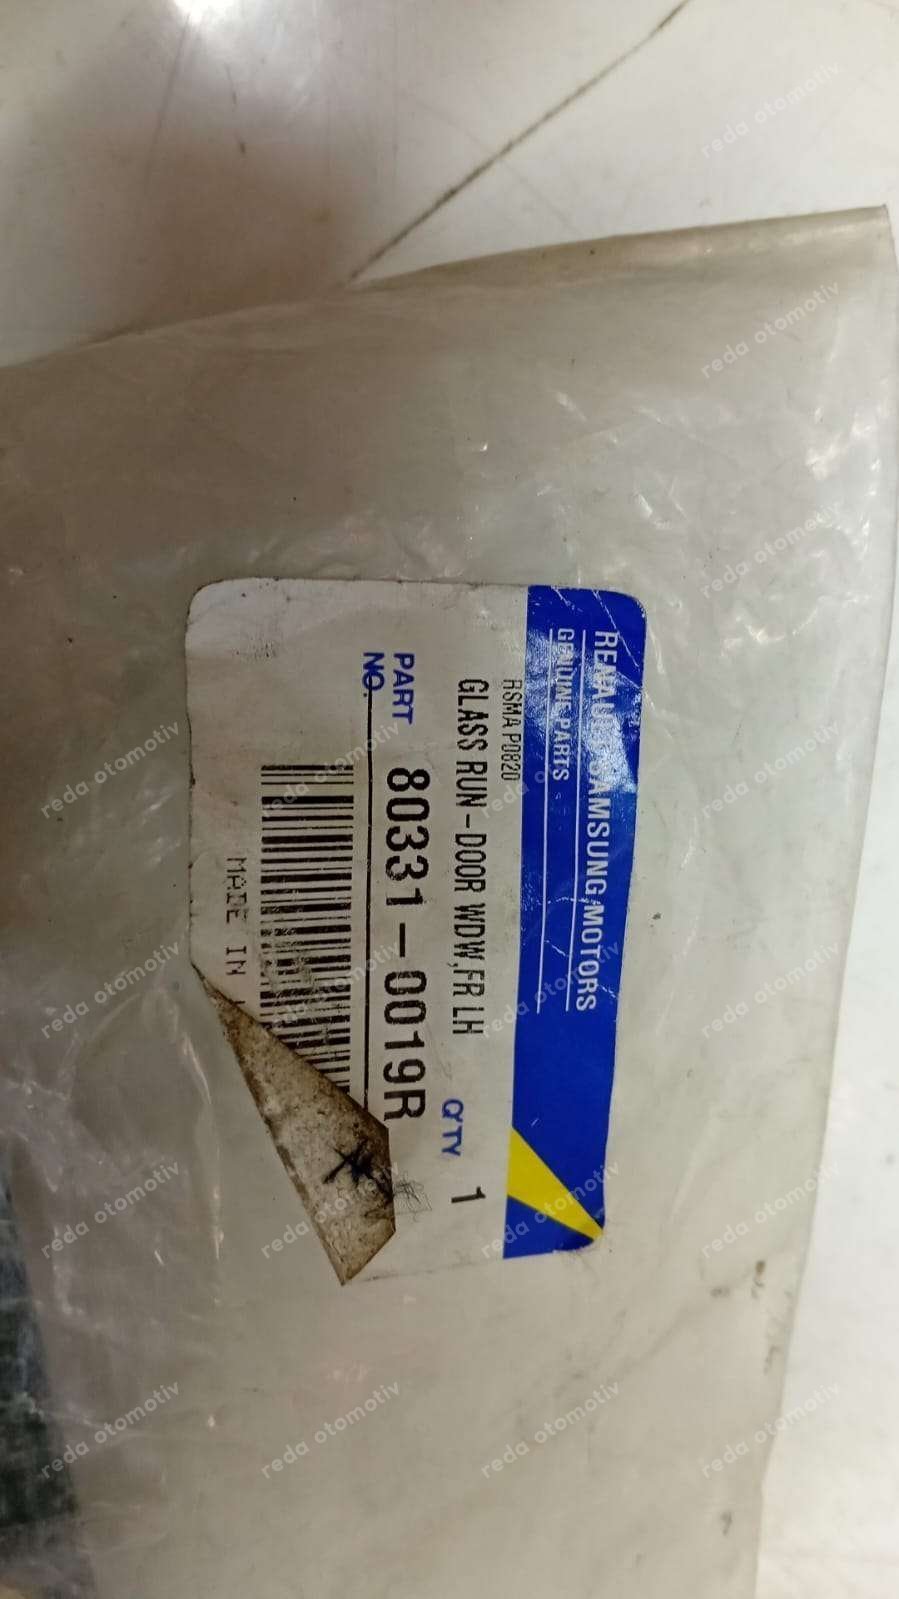 RENAULT SAMSUNG MOTORS
GENUINE PARTS
RSMA P0820
GLASS RUN-DOOR WDW,FR LH
Q'TY 1
PART NO. 80331-0019R
MADE IN
reda otomotiv